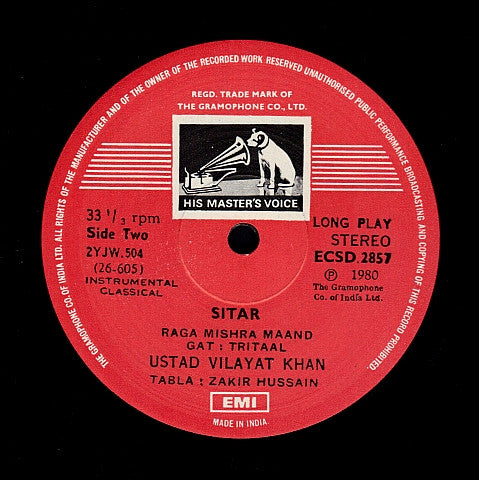 ALL RIGHTS OF THE MANUFACTURER AND OF THE OWNER OF THE RECORDED WORK RESERVED UNAUTHORISED PUBLIC PERFORMANCE BROADCASTING AND COPYING OF THIS RECORD PROHIBITED.
THE GRAMOPHONE CO. OF INDIA LTD.
REGD. TRADE MARK OF
THE GRAMOPHONE CO., LTD.
HIS MASTER'S VOICE
33 1/3 rpm
Side Two
2YJW.504
(26-605)
INSTRUMENTAL
CLASSICAL
LONG PLAY
STEREO
ECSD.2857
Ⓟ 1980
The Gramophone
Co. of India Ltd.
SITAR
RAGA MISHRA MAAND
GAT : TRITAAL
USTAD VILAYAT KHAN
TABLA : ZAKIR HUSSAIN
EMI
MADE IN INDIA